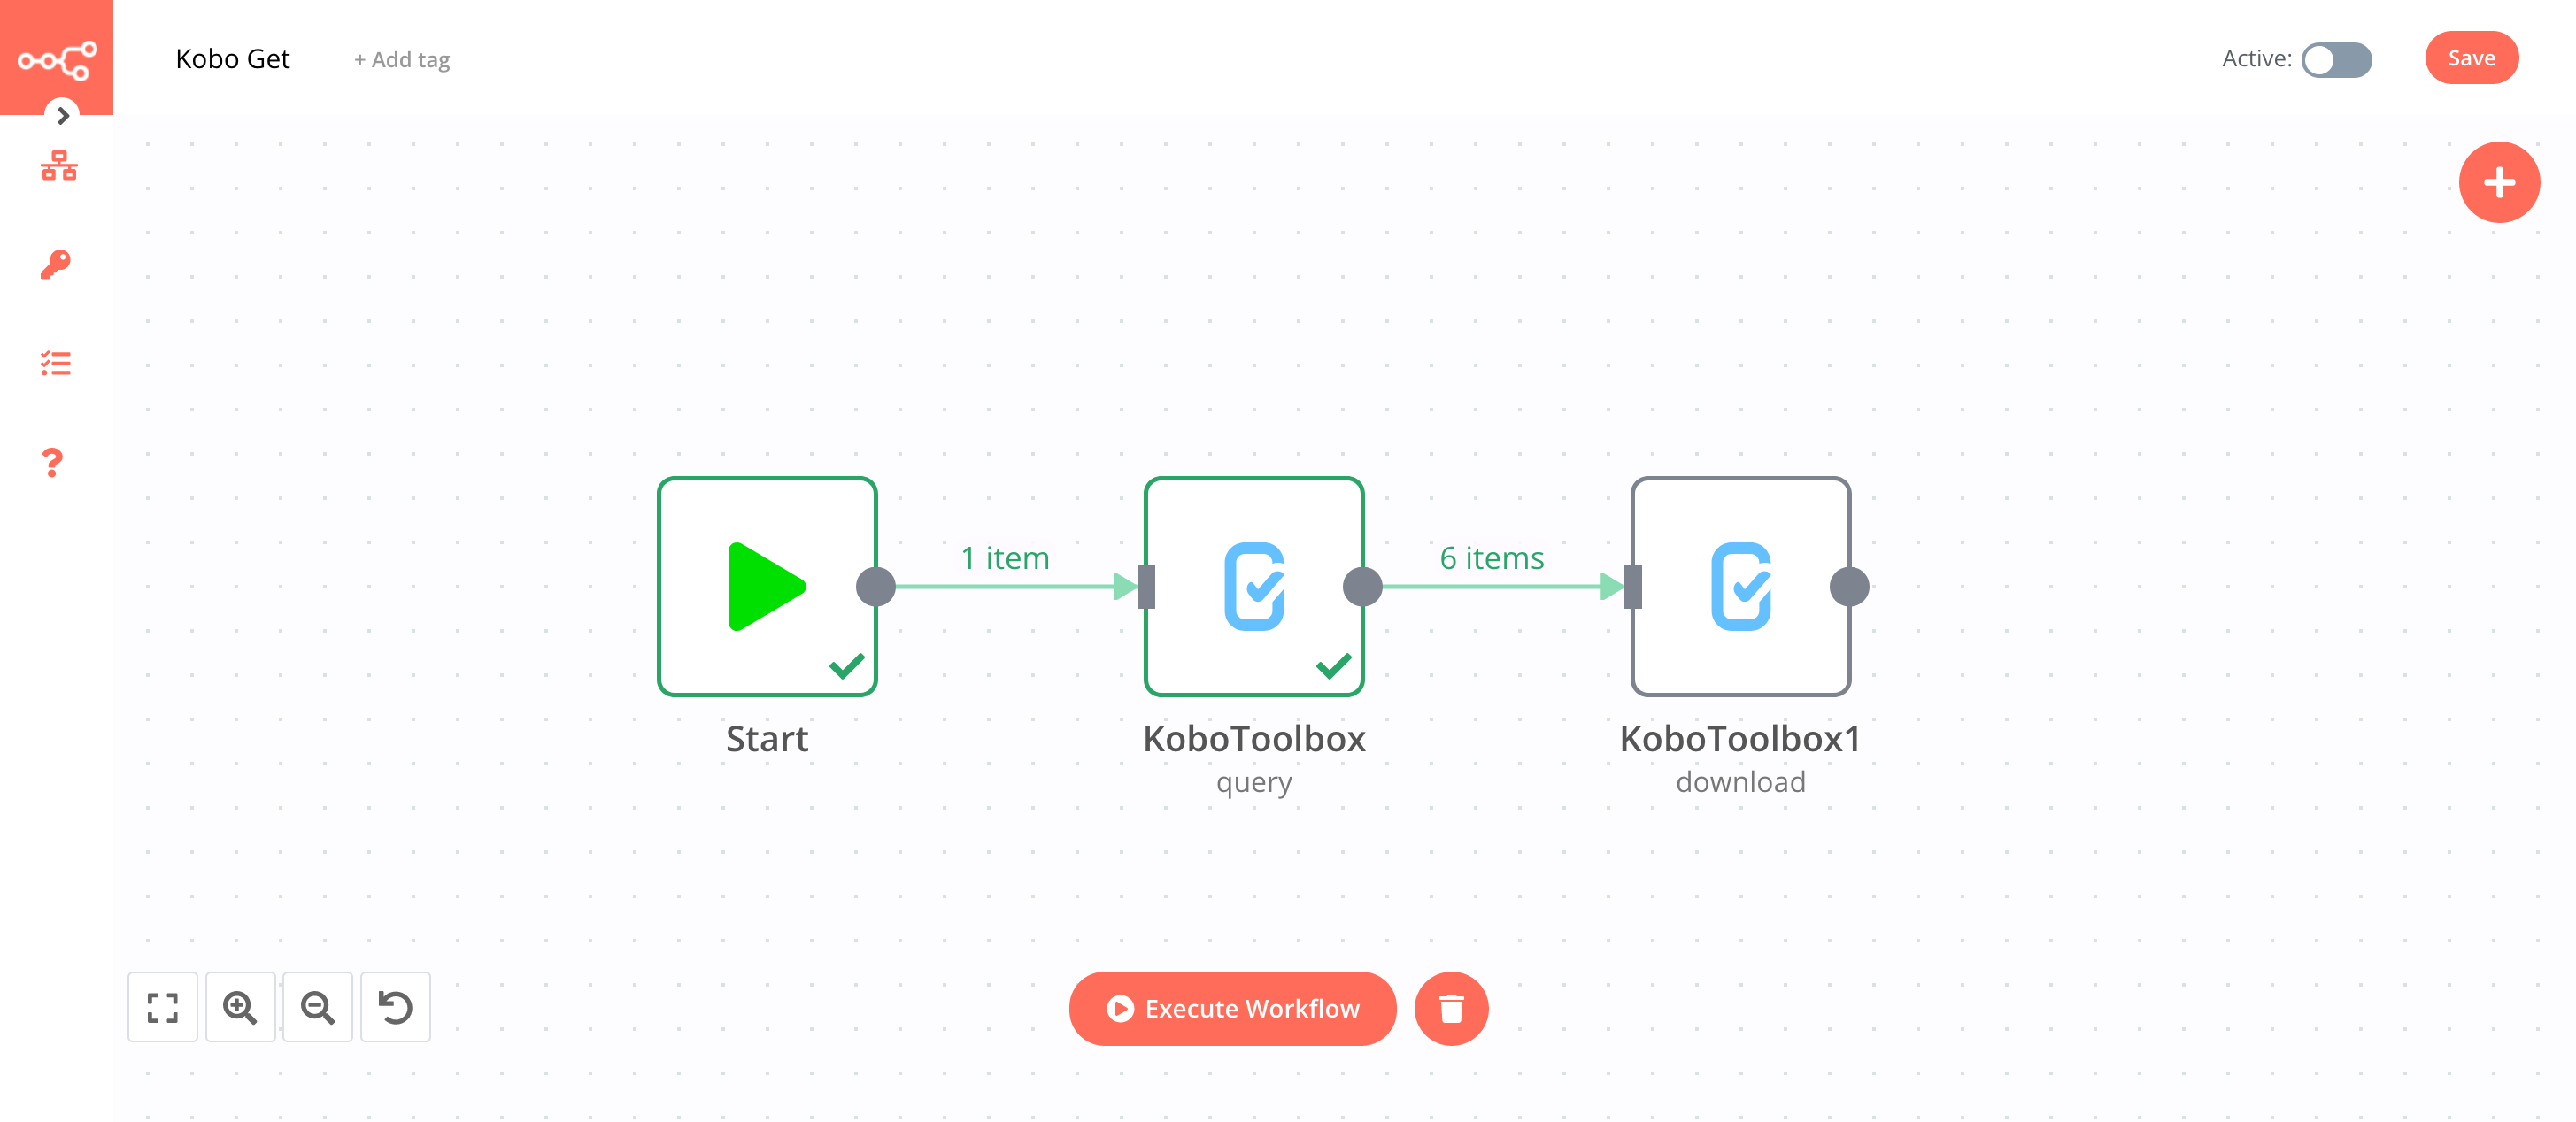 Kobo Get
+ Add tag
Active:
Save
1 item
6 items
Start
KoboToolbox
query
KoboToolbox1
download
Execute Workflow